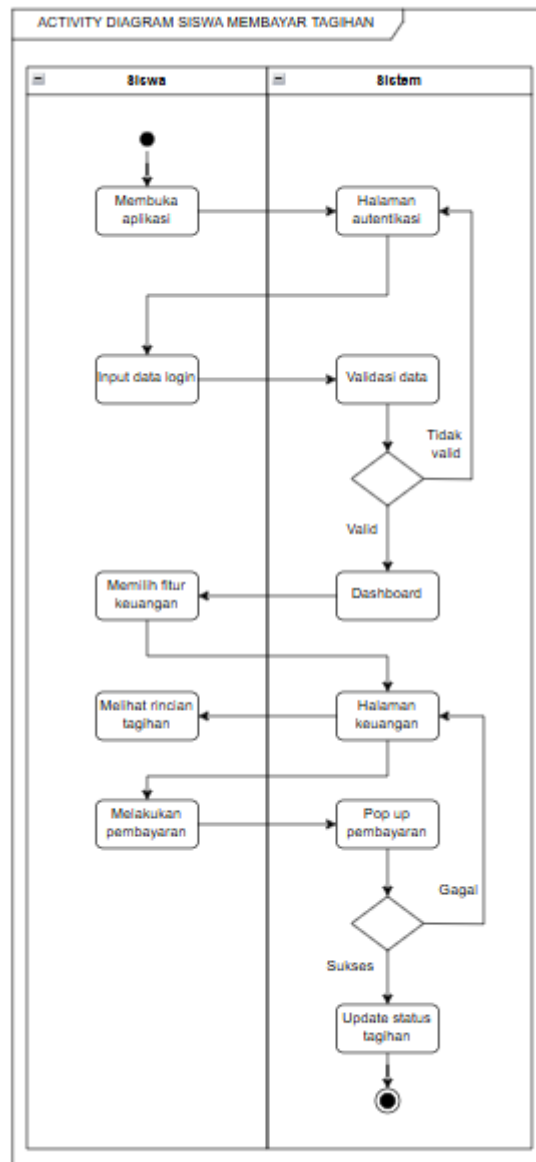 ACTIVITY DIAGRAM SISWA MEMBAYAR TAGIHAN
Siswa
Sistem
Membuka
aplikasi
Halaman
autentikasi
Input data login
Validasi data
Tidak
valid
Valid
Memilih fitur
keuangan
Dashboard
Melihat rincian
tagihan
Halaman
keuangan
Melakukan
pembayaran
Pop up
pembayaran
Gagal
Sukses
Update status
tagihan